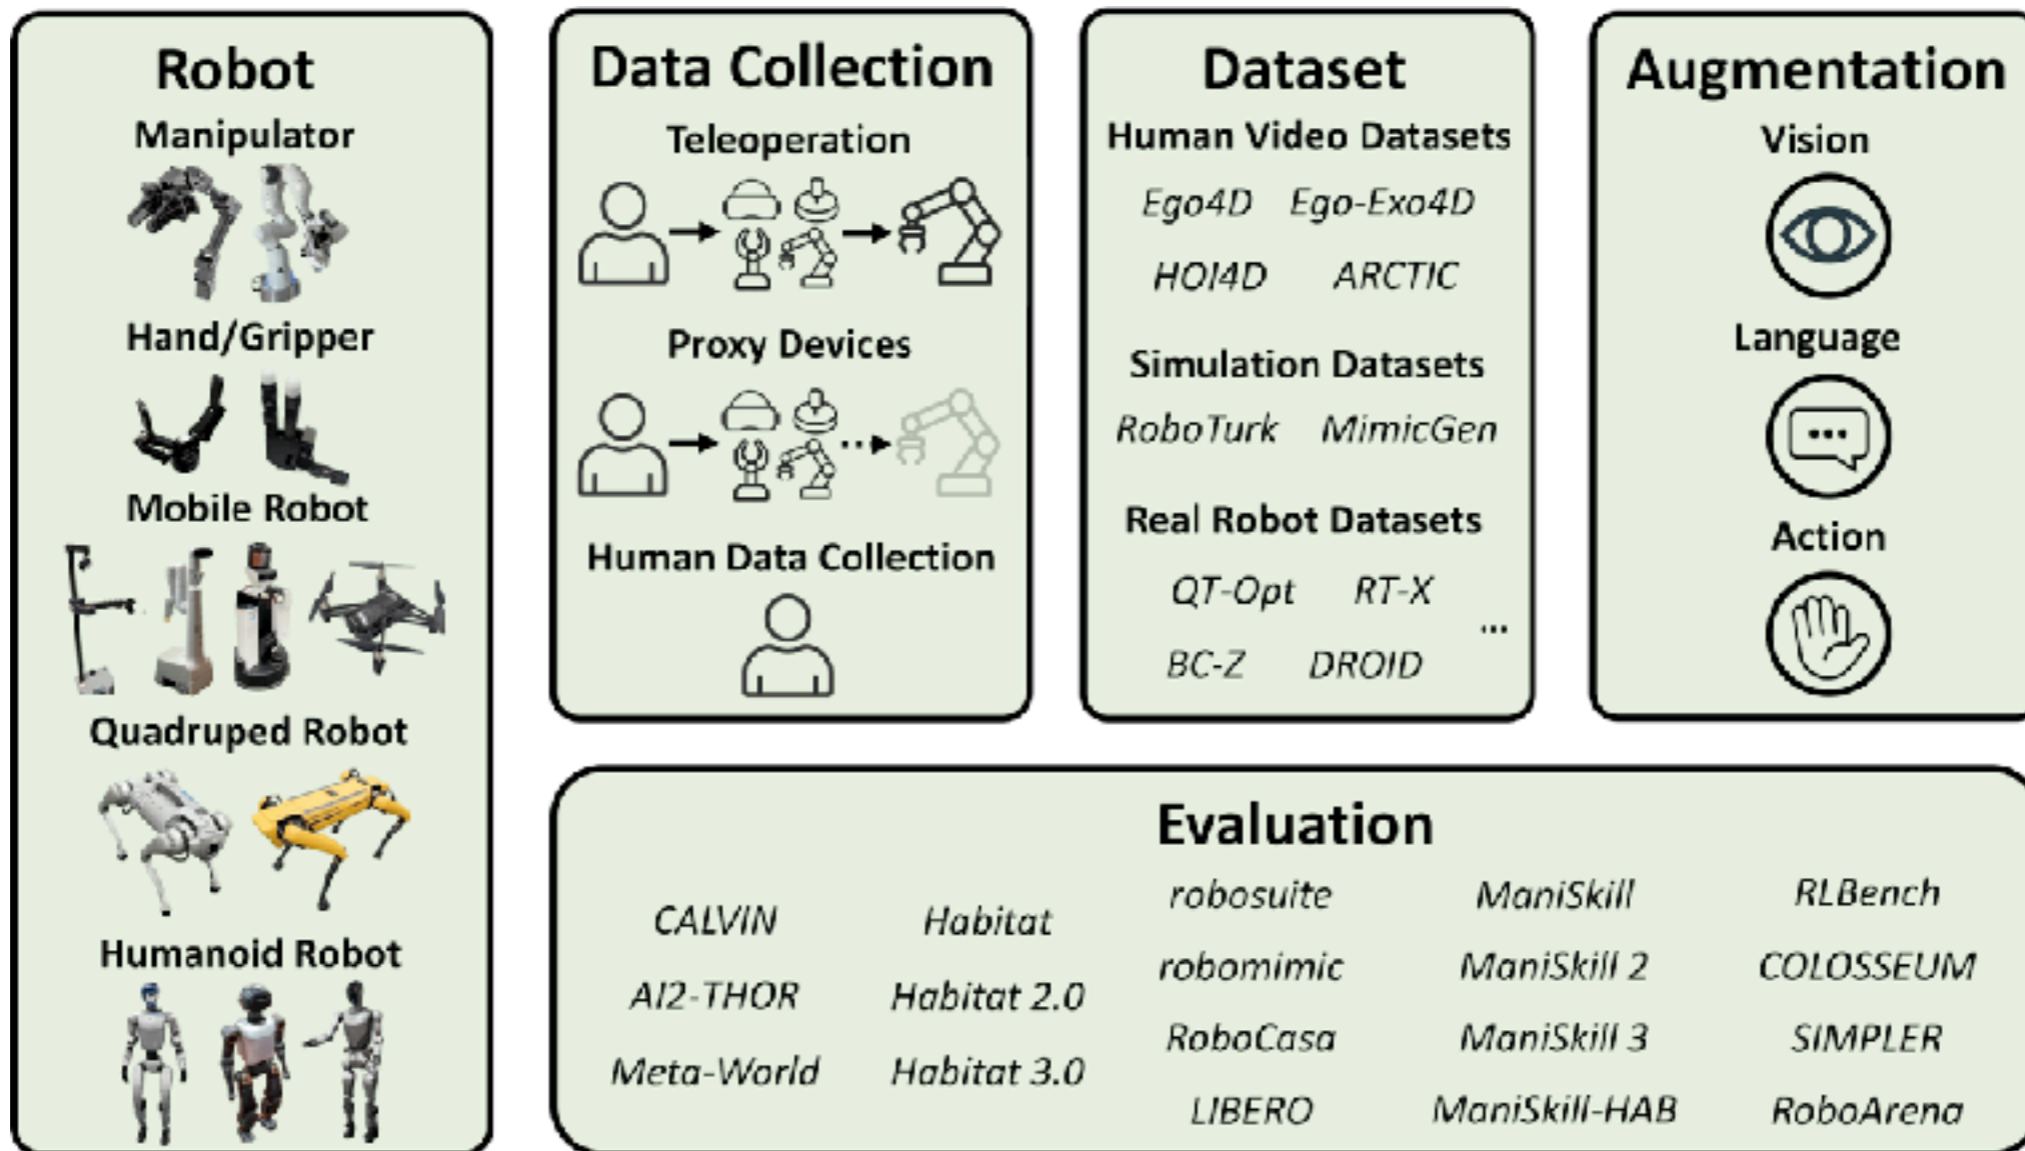 Robot
Manipulator
Hand/Gripper
Mobile Robot
Quadruped Robot
Humanoid Robot
Data Collection
Teleoperation
Proxy Devices
Human Data Collection
Dataset
Human Video Datasets
Ego4D Ego-Exo4D
HOI4D ARCTIC
Simulation Datasets
RoboTurk MimicGen
Real Robot Datasets
QT-Opt RT-X
...
BC-Z DROID
Augmentation
Vision
Language
Action
Evaluation
CALVIN
AI2-THOR
Meta-World
Habitat
Habitat 2.0
Habitat 3.0
robosuite
robomimic
RoboCasa
LIBERO
ManiSkill
ManiSkill 2
ManiSkill 3
ManiSkill-HAB
RLBench
COLOSSEUM
SIMPLER
RoboArena